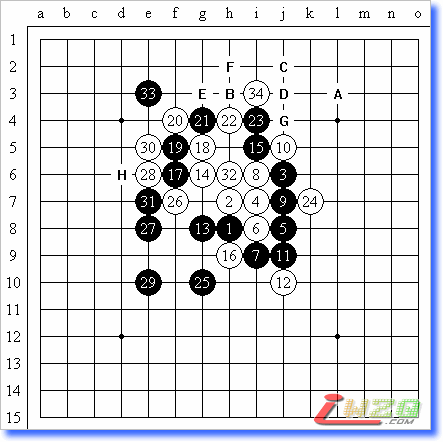 a b c d e f g h i j k l m n o
1
2 F C
3 33 E B 34 D A
4 20 21 22 23 G
5 30 19 18 15 10
6 H 28 17 14 32 8 3
7 31 26 2 4 9 24
8 27 13 1 6 5
9 16 7 11
10 29 25 12
11
12
13
14
15
iWZQ
.COM